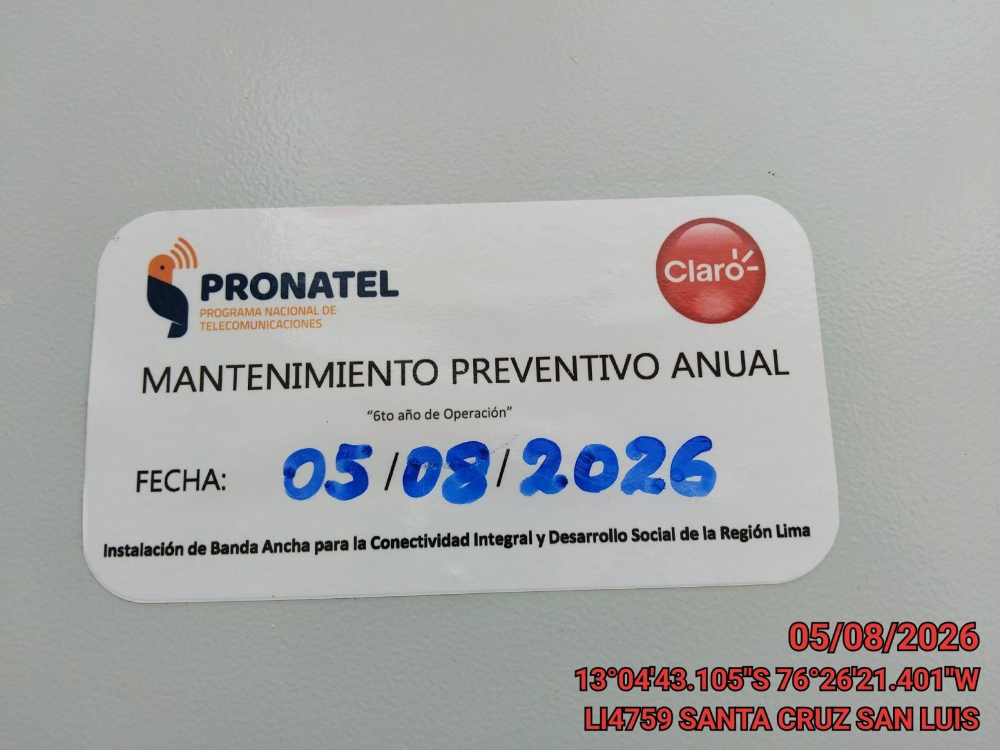 PRONATEL
PROGRAMA NACIONAL DE
TELECOMUNICACIONES
Claro
MANTENIMIENTO PREVENTIVO ANUAL
“6to año de Operación”
FECHA: 05/08/2026
Instalación de Banda Ancha para la Conectividad Integral y Desarrollo Social de la Región Lima
05/08/2026
13°04'43.105"S 76°26'21.401"W
LI4759 SANTA CRUZ SAN LUIS